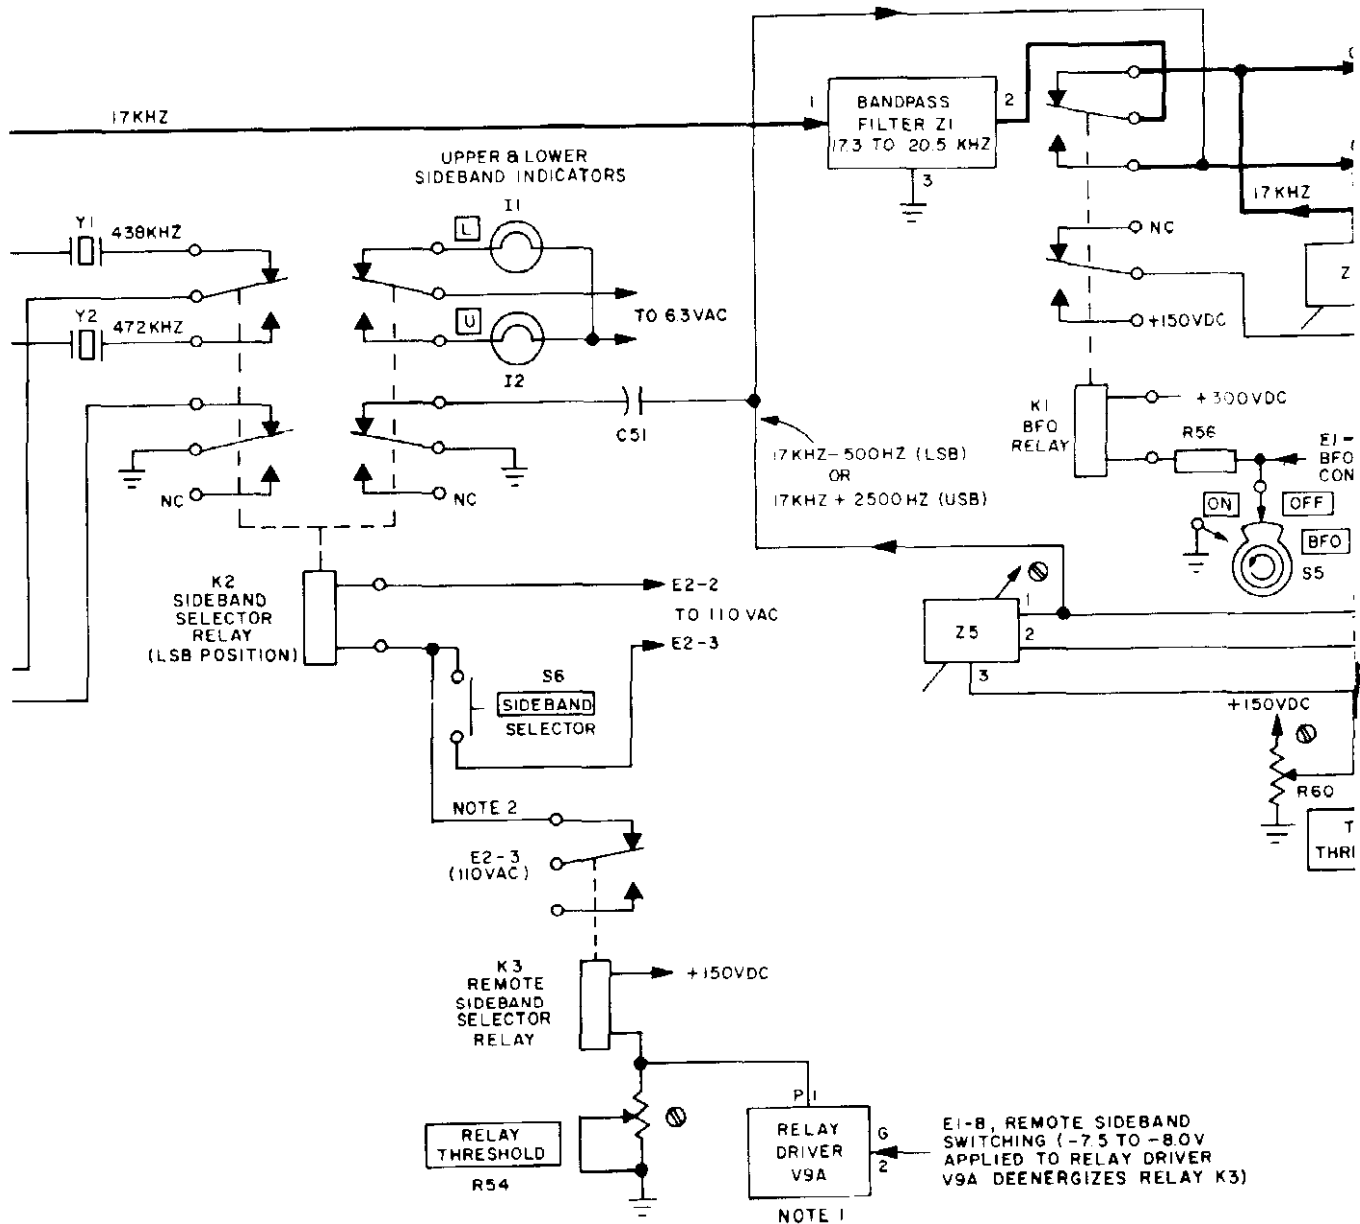 17KHZ
1
BANDPASS
FILTER Z1
17.3 TO 20.5 KHZ
2
3
17KHZ
UPPER & LOWER
SIDEBAND INDICATORS
Y1
438KHZ
L
I1
NC
Z
Y2
472KHZ
U
TO 6.3VAC
+150VDC
I2
C51
K1
BFO
RELAY
+300VDC
R56
E1-
BFO
CON
17KHZ-500HZ (LSB)
OR
17KHZ + 2500HZ (USB)
NC
NC
ON
OFF
BFO
S5
K2
SIDEBAND
SELECTOR
RELAY
(LSB POSITION)
E2-2
TO 110 VAC
E2-3
Z5
1
2
3
S6
SIDEBAND
SELECTOR
+150VDC
R60
T
THRE
NOTE 2
E2-3
(110VAC)
K3
REMOTE
SIDEBAND
SELECTOR
RELAY
+150VDC
RELAY
THRESHOLD
R54
P 1
RELAY
DRIVER
V9A
G
2
NOTE 1
E1-8, REMOTE SIDEBAND
SWITCHING (-7.5 TO -8.0V
APPLIED TO RELAY DRIVER
V9A DEENERGIZES RELAY K3)